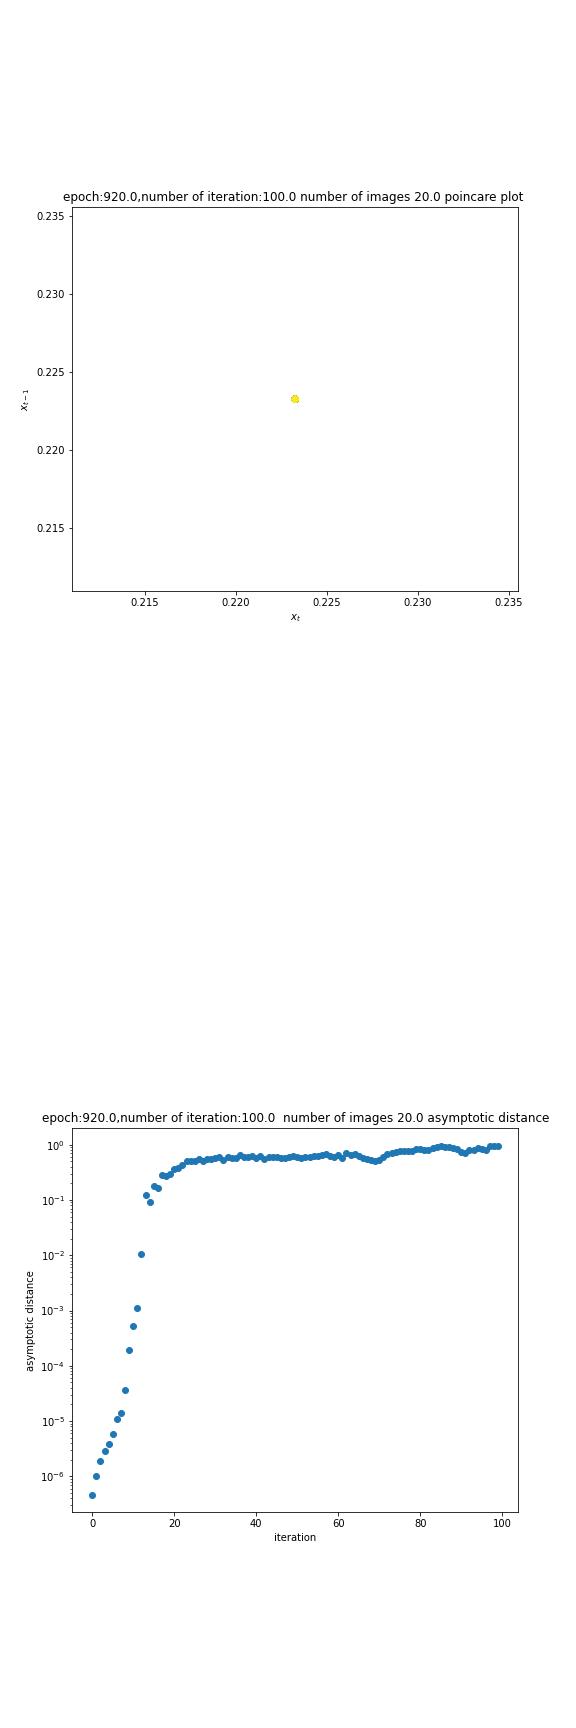 epoch:920.0,number of iteration:100.0 number of images 20.0 poincare plot
0.235
0.230
0.225
0.220
0.215
x_{t-1}
0.215 0.220 0.225 0.230 0.235
x_t
epoch:920.0,number of iteration:100.0  number of images 20.0 asymptotic distance
10^0
10^{-1}
10^{-2}
10^{-3}
10^{-4}
10^{-5}
10^{-6}
asymptotic distance
0 20 40 60 80 100
iteration